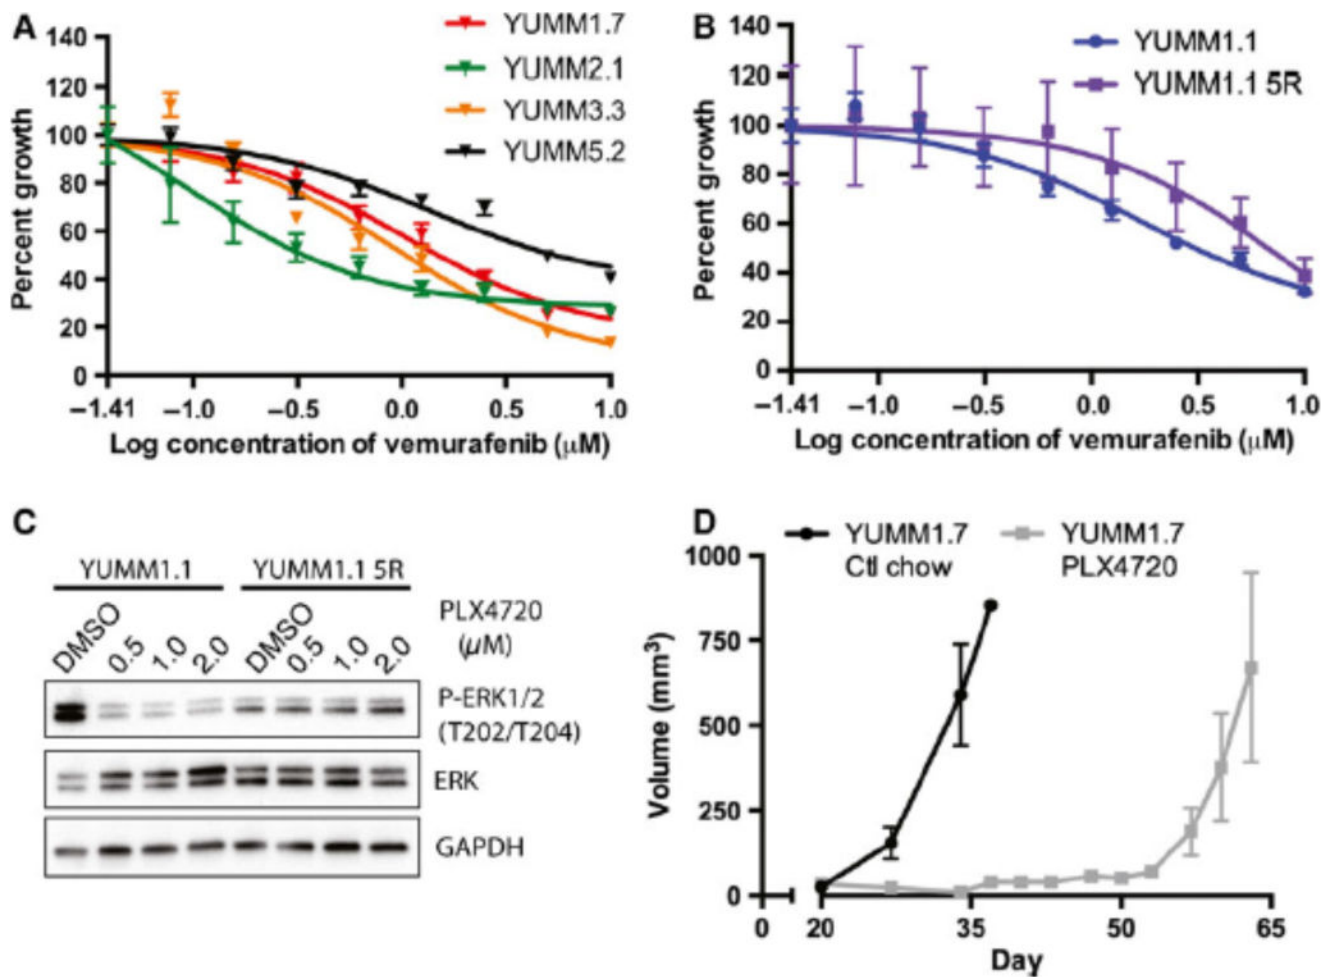 A
140
120
100
80
60
40
20
0
Percent growth
YUMM1.7
YUMM2.1
YUMM3.3
YUMM5.2
–1.41 –1.0 –0.5 0.0 0.5 1.0
Log concentration of vemurafenib (µM)
B
140
120
100
80
60
40
20
0
Percent growth
YUMM1.1
YUMM1.1 5R
–1.41 –1.0 –0.5 0.0 0.5 1.0
Log concentration of vemurafenib (µM)
C
YUMM1.1 YUMM1.1 5R
DMSO 0.5 1.0 2.0 DMSO 0.5 1.0 2.0
PLX4720
(µM)
P-ERK1/2
(T202/T204)
ERK
GAPDH
D
YUMM1.7
Ctl chow
YUMM1.7
PLX4720
1000
750
500
250
0
Volume (mm³)
0 20 35 50 65
Day